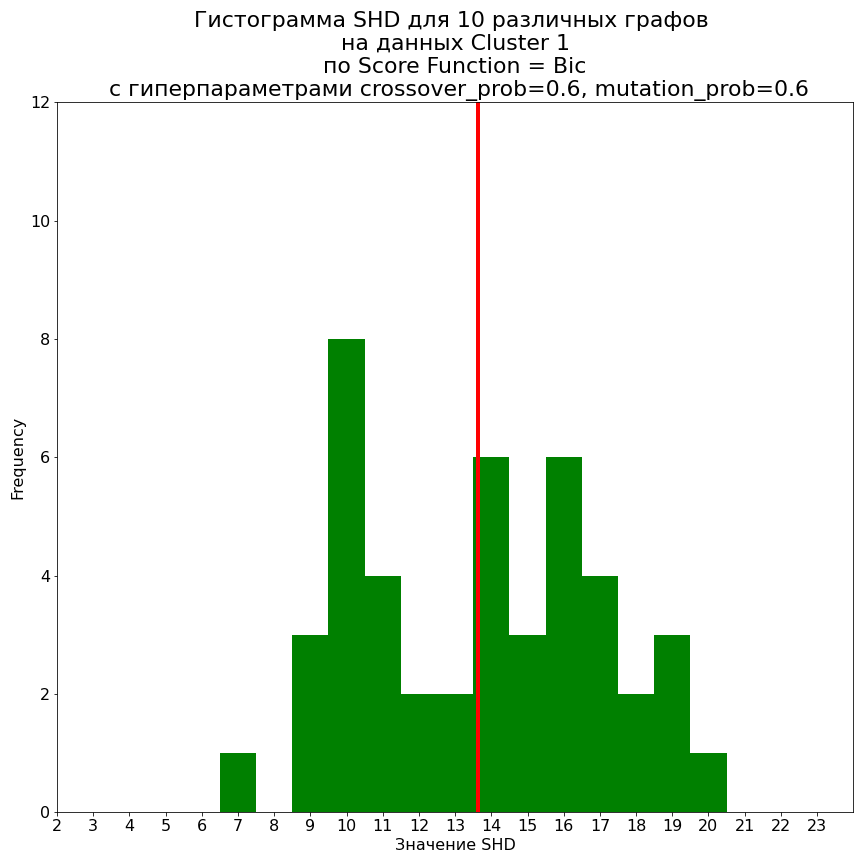 Гистограмма SHD для 10 различных графов
на данных Cluster 1
по Score Function = Bic
с гиперпараметрами crossover_prob=0.6, mutation_prob=0.6
12
10
8
6
4
2
0
Frequency
2 3 4 5 6 7 8 9 10 11 12 13 14 15 16 17 18 19 20 21 22 23
Значение SHD